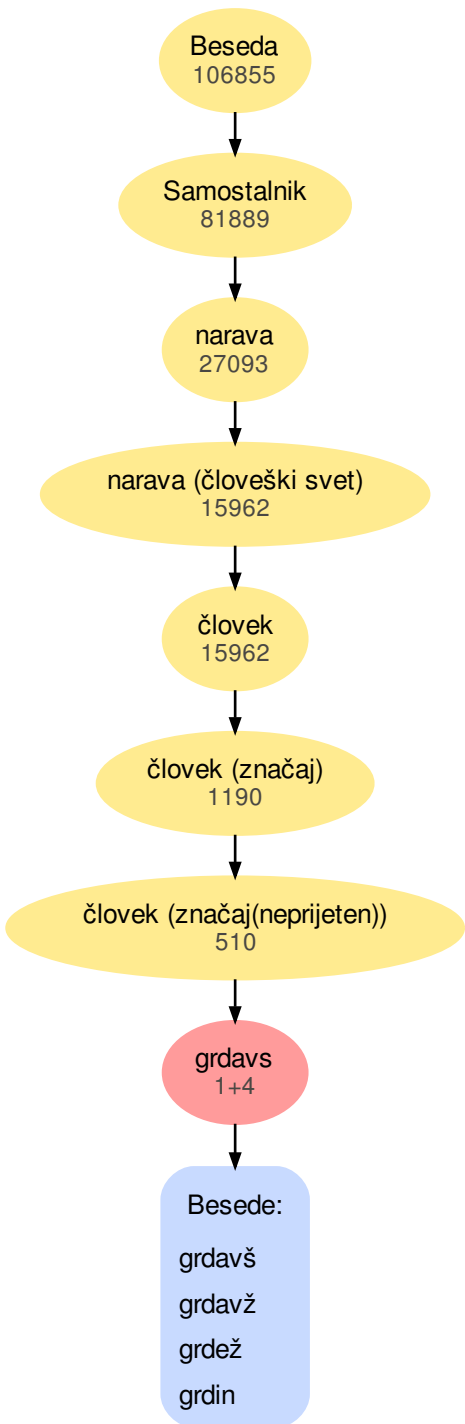 Beseda
106855
Samostalnik
81889
narava
27093
narava (človeški svet)
15962
človek
15962
človek (značaj)
1190
človek (značaj(neprijeten))
510
grdavs
1+4
Besede:
grdavš
grdavž
grdež
grdin